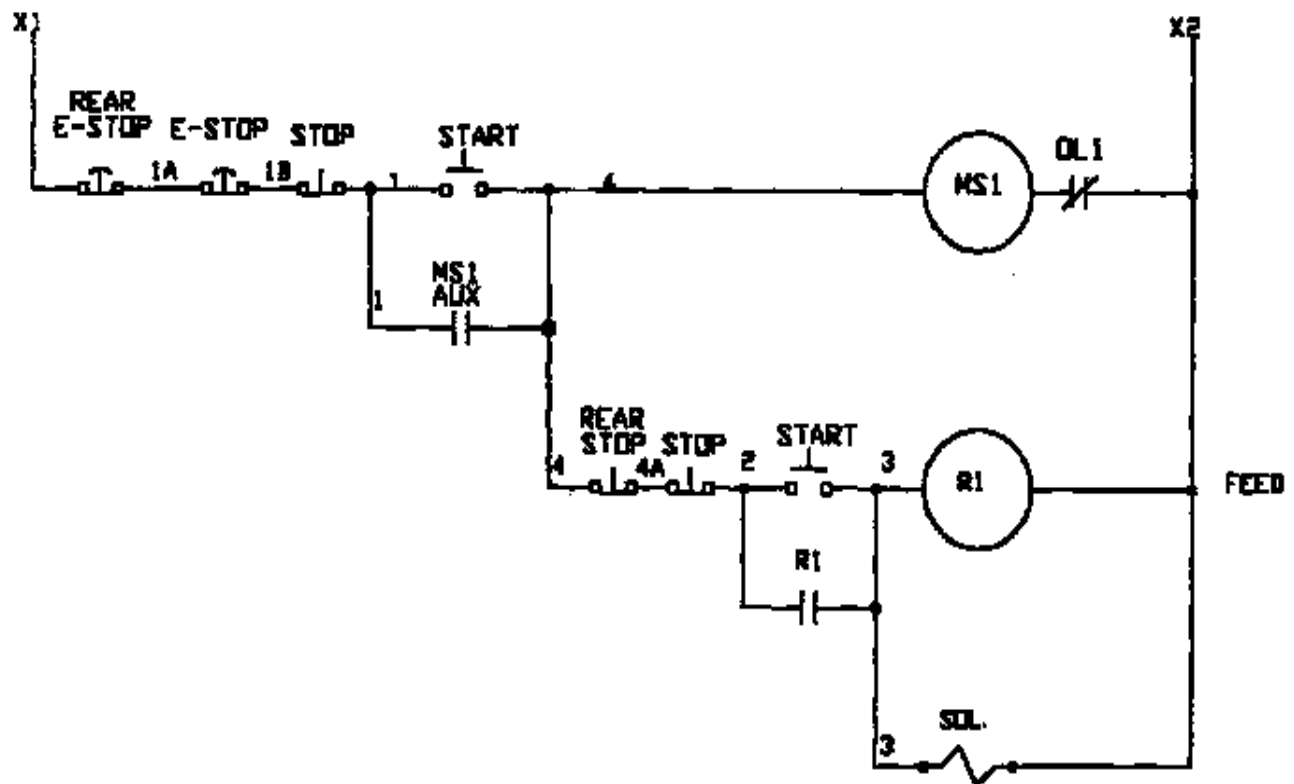 X1
X2
REAR
E-STOP
E-STOP
STOP
START
OL1
1A
1B
1
MS1
MS1
AUX
1
REAR
STOP
STOP
START
4
4A
2
3
R1
FEED
R1
SOL.
3